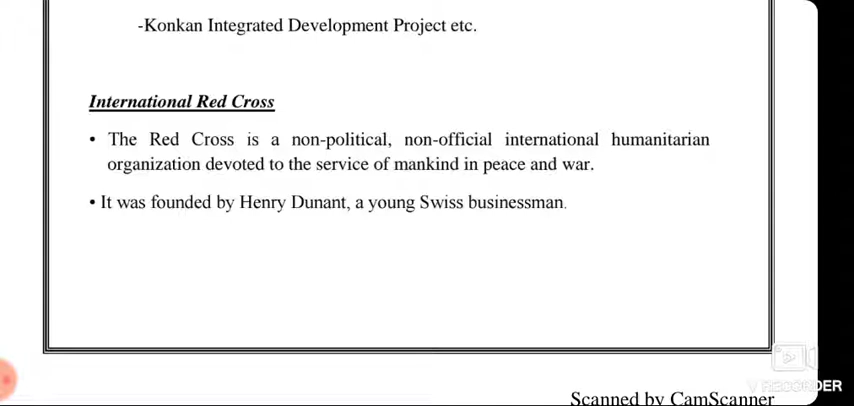 -Konkan Integrated Development Project etc.
International Red Cross
• The Red Cross is a non-political, non-official international humanitarian
organization devoted to the service of mankind in peace and war.
• It was founded by Henry Dunant, a young Swiss businessman.
V RECORDER
Scanned by CamScanner